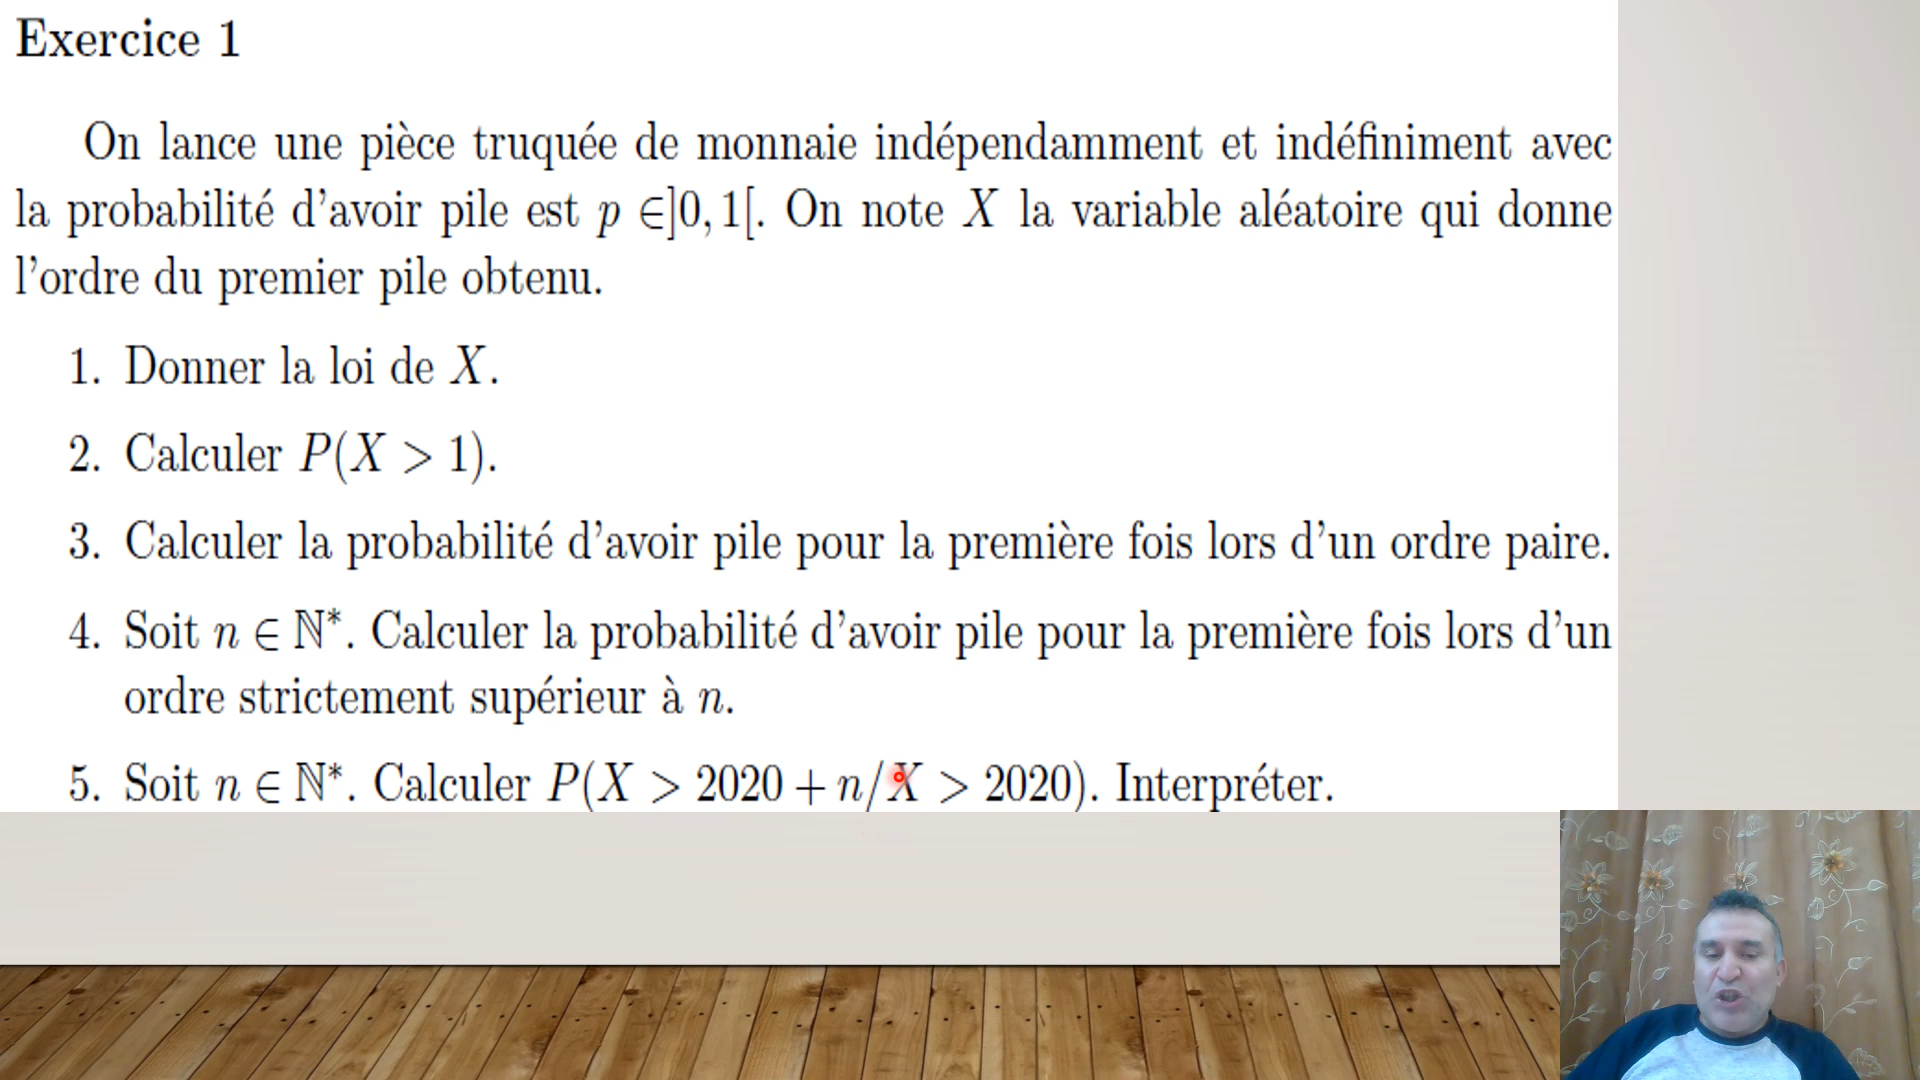 Exercice 1
On lance une pièce truquée de monnaie indépendamment et indéfiniment avec
la probabilité d'avoir pile est p ∈]0, 1[. On note X la variable aléatoire qui donne
l'ordre du premier pile obtenu.
1. Donner la loi de X.
2. Calculer P(X > 1).
3. Calculer la probabilité d'avoir pile pour la première fois lors d'un ordre paire.
4. Soit n ∈ ℕ*. Calculer la probabilité d'avoir pile pour la première fois lors d'un
ordre strictement supérieur à n.
5. Soit n ∈ ℕ*. Calculer P(X > 2020 + n/X > 2020). Interpréter.